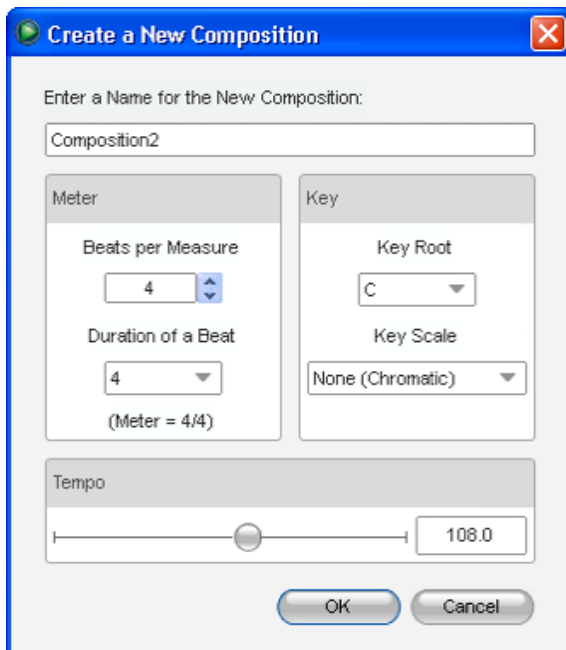 Create a New Composition
Enter a Name for the New Composition:
Composition2
Meter
Beats per Measure
4
Duration of a Beat
4
(Meter = 4/4)
Key
Key Root
C
Key Scale
None (Chromatic)
Tempo
108.0
OK
Cancel